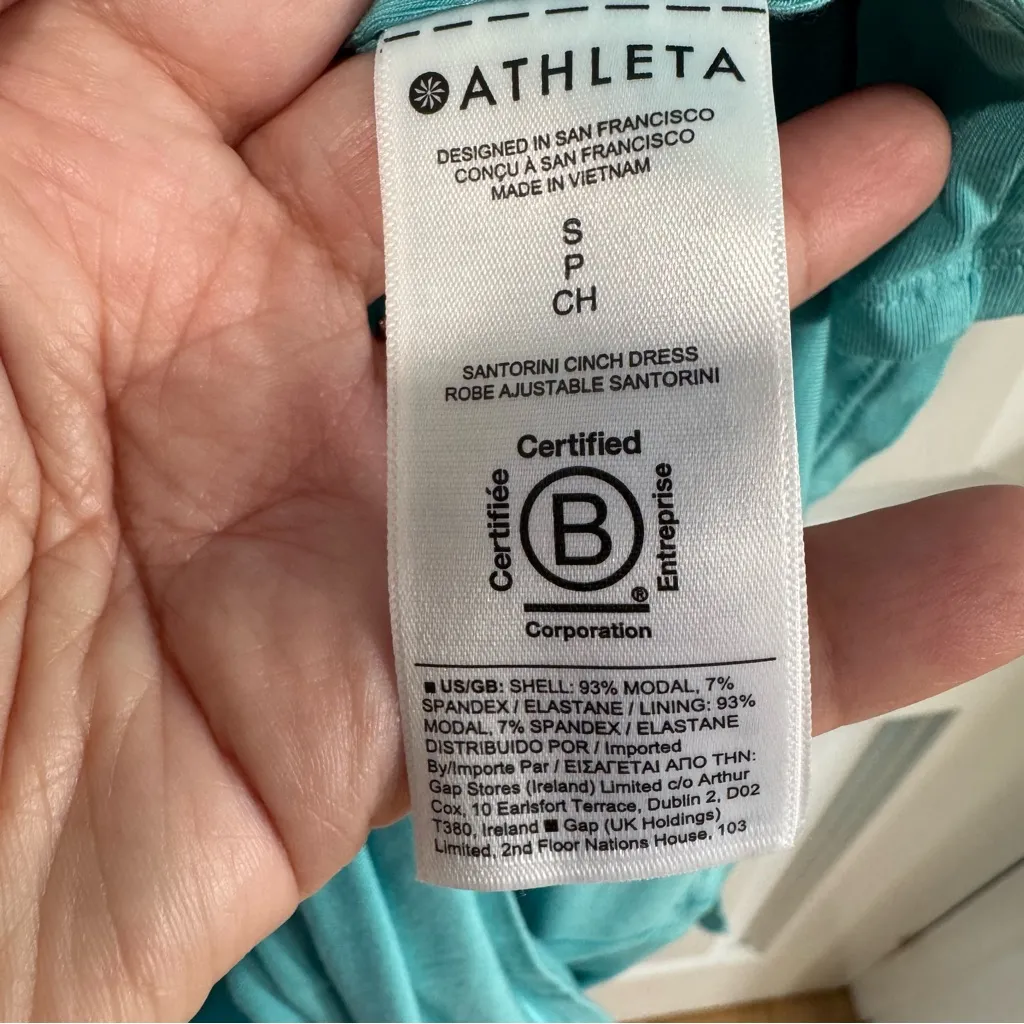 ATHLETA
DESIGNED IN SAN FRANCISCO
CONÇU À SAN FRANCISCO
MADE IN VIETNAM
S
P
CH
SANTORINI CINCH DRESS
ROBE AJUSTABLE SANTORINI
Certified
Certifiée
B
Entreprise
®
Corporation
■ US/GB: SHELL: 93% MODAL, 7%
SPANDEX / ELASTANE / LINING: 93%
MODAL, 7% SPANDEX / ELASTANE
DISTRIBUIDO POR / Imported
By/Importe Par / ΕΙΣΑΓΕΤΑΙ ΑΠΟ ΤΗΝ:
Gap Stores (Ireland) Limited c/o Arthur
Cox, 10 Earlsfort Terrace, Dublin 2, D02
T380, Ireland ■ Gap (UK Holdings)
Limited, 2nd Floor Nations House, 103